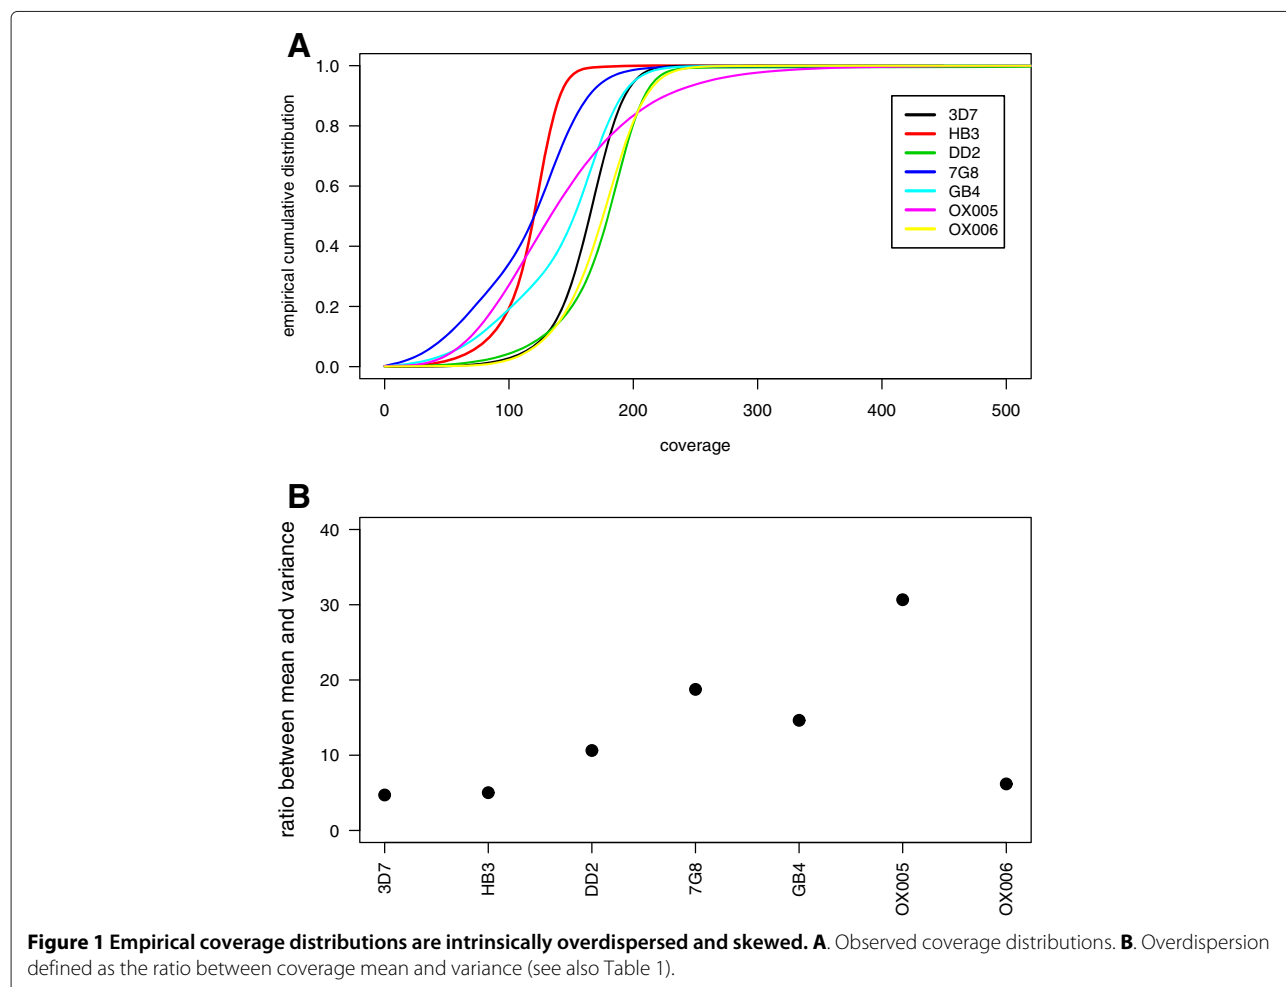 A
empirical cumulative distribution
1.0
0.8
0.6
0.4
0.2
0.0
0 100 200 300 400 500
coverage
3D7
HB3
DD2
7G8
GB4
OX005
OX006
B
ratio between mean and variance
40
30
20
10
0
3D7 HB3 DD2 7G8 GB4 OX005 OX006
Figure 1 Empirical coverage distributions are intrinsically overdispersed and skewed. A. Observed coverage distributions. B. Overdispersion
defined as the ratio between coverage mean and variance (see also Table 1).